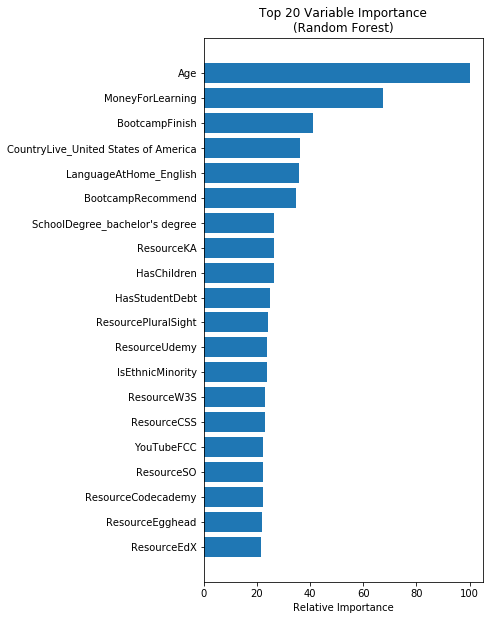 Top 20 Variable Importance
(Random Forest)
Age
MoneyForLearning
BootcampFinish
CountryLive_United States of America
LanguageAtHome_English
BootcampRecommend
SchoolDegree_bachelor's degree
ResourceKA
HasChildren
HasStudentDebt
ResourcePluralSight
ResourceUdemy
IsEthnicMinority
ResourceW3S
ResourceCSS
YouTubeFCC
ResourceSO
ResourceCodecademy
ResourceEgghead
ResourceEdX
0 20 40 60 80 100
Relative Importance